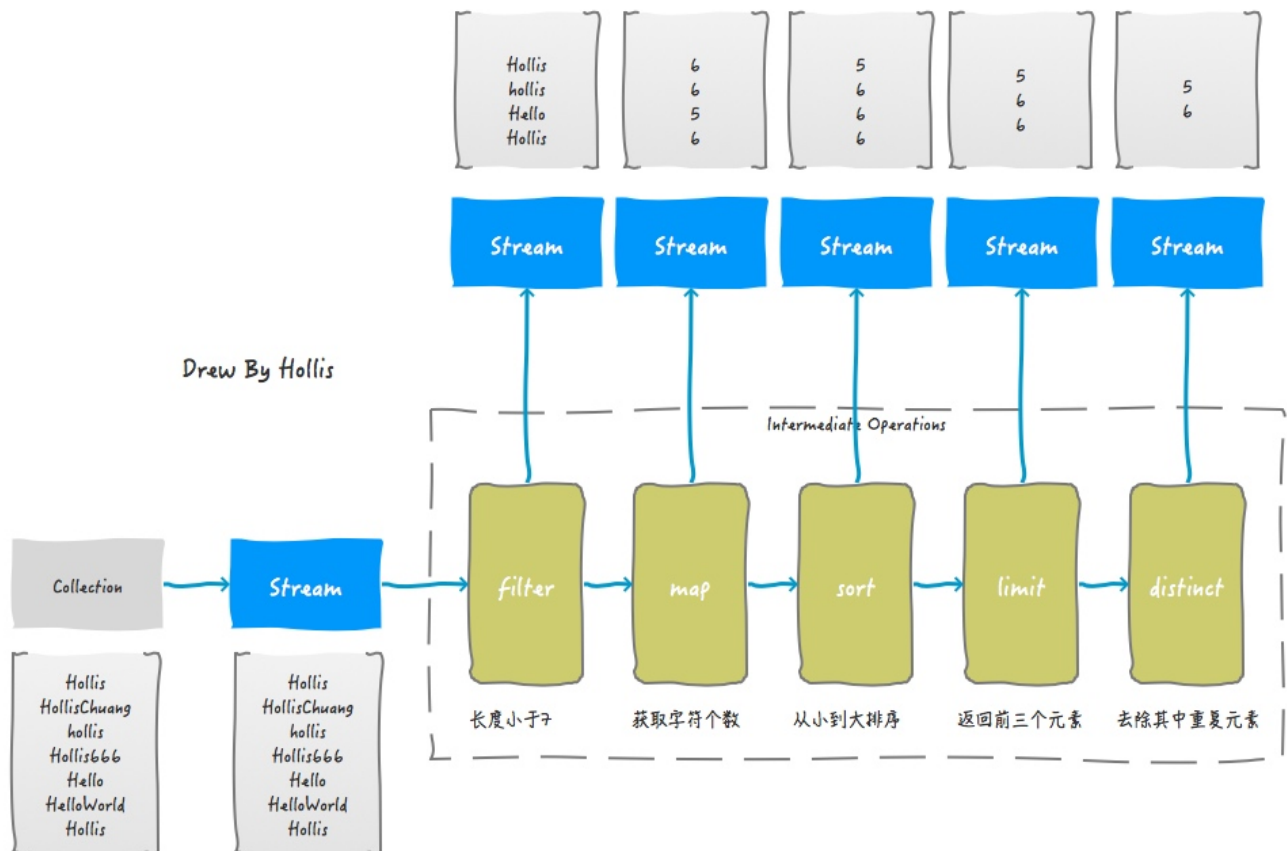 Hollis
hollis
Hello
Hollis
6
6
5
6
5
6
6
6
5
6
6
5
6
Stream
Stream
Stream
Stream
Stream
Drew By Hollis
Intermediate Operations
Collection
Stream
filter
map
sort
limit
distinct
长度小于7
获取字符个数
从小到大排序
返回前三个元素
去除其中重复元素
Hollis
HollisChuang
hollis
Hollis666
Hello
HelloWorld
Hollis
Hollis
HollisChuang
hollis
Hollis666
Hello
HelloWorld
Hollis